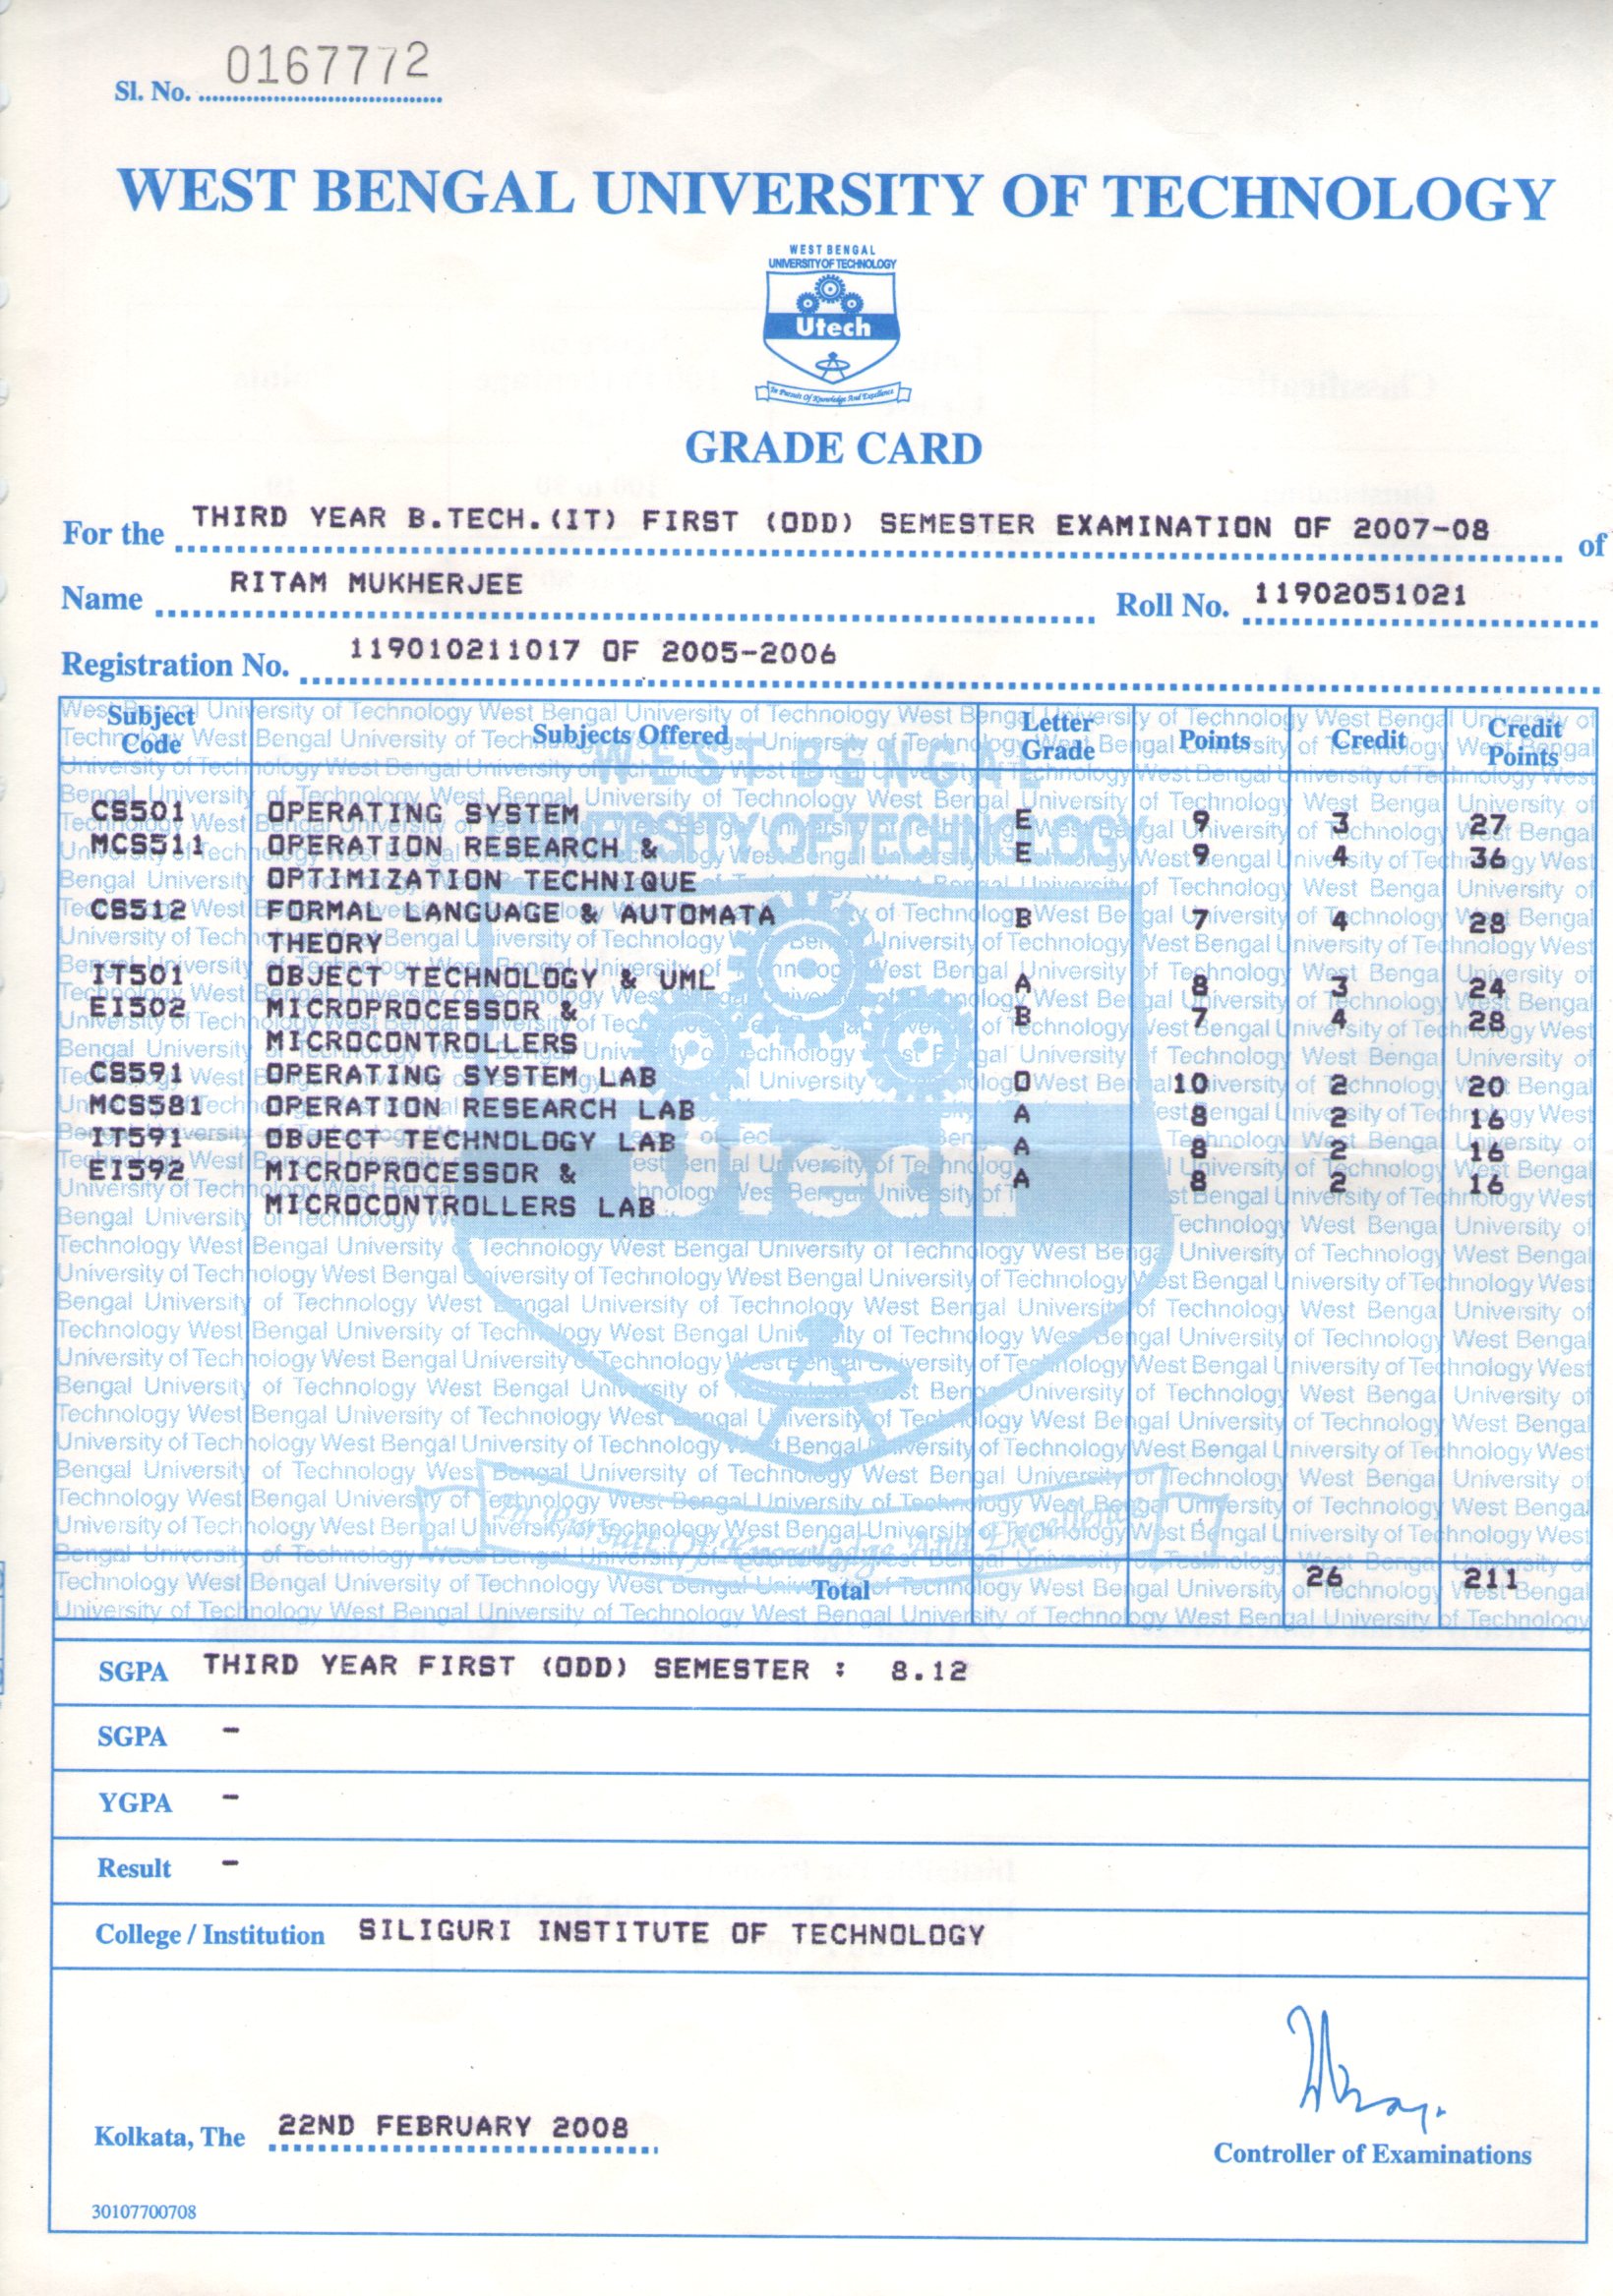 Sl. No. 0167772
WEST BENGAL UNIVERSITY OF TECHNOLOGY
WEST BENGAL
UNIVERSITY OF TECHNOLOGY
Utech
In Pursuit Of Knowledge And Excellence
GRADE CARD
For the THIRD YEAR B.TECH.(IT) FIRST (ODD) SEMESTER EXAMINATION OF 2007-08 of
Name RITAM MUKHERJEE Roll No. 11902051021
Registration No. 119010211017 OF 2005-2006
Subject Code Subjects Offered Letter Grade Points Credit Credit Points
CS501 OPERATING SYSTEM E 9 3 27
MCS511 OPERATION RESEARCH & E 9 4 36
OPTIMIZATION TECHNIQUE
CS512 FORMAL LANGUAGE & AUTOMATA B 7 4 28
THEORY
IT501 OBJECT TECHNOLOGY & UML A 8 3 24
EI502 MICROPROCESSOR & B 7 4 28
MICROCONTROLLERS
CS591 OPERATING SYSTEM LAB O 10 2 20
MCS581 OPERATION RESEARCH LAB A 8 2 16
IT591 OBJECT TECHNOLOGY LAB A 8 2 16
EI592 MICROPROCESSOR & A 8 2 16
MICROCONTROLLERS LAB
Total 26 211
SGPA THIRD YEAR FIRST (ODD) SEMESTER : 8.12
SGPA -
YGPA -
Result -
College / Institution SILIGURI INSTITUTE OF TECHNOLOGY
Kolkata, The 22ND FEBRUARY 2008
Controller of Examinations
30107700708